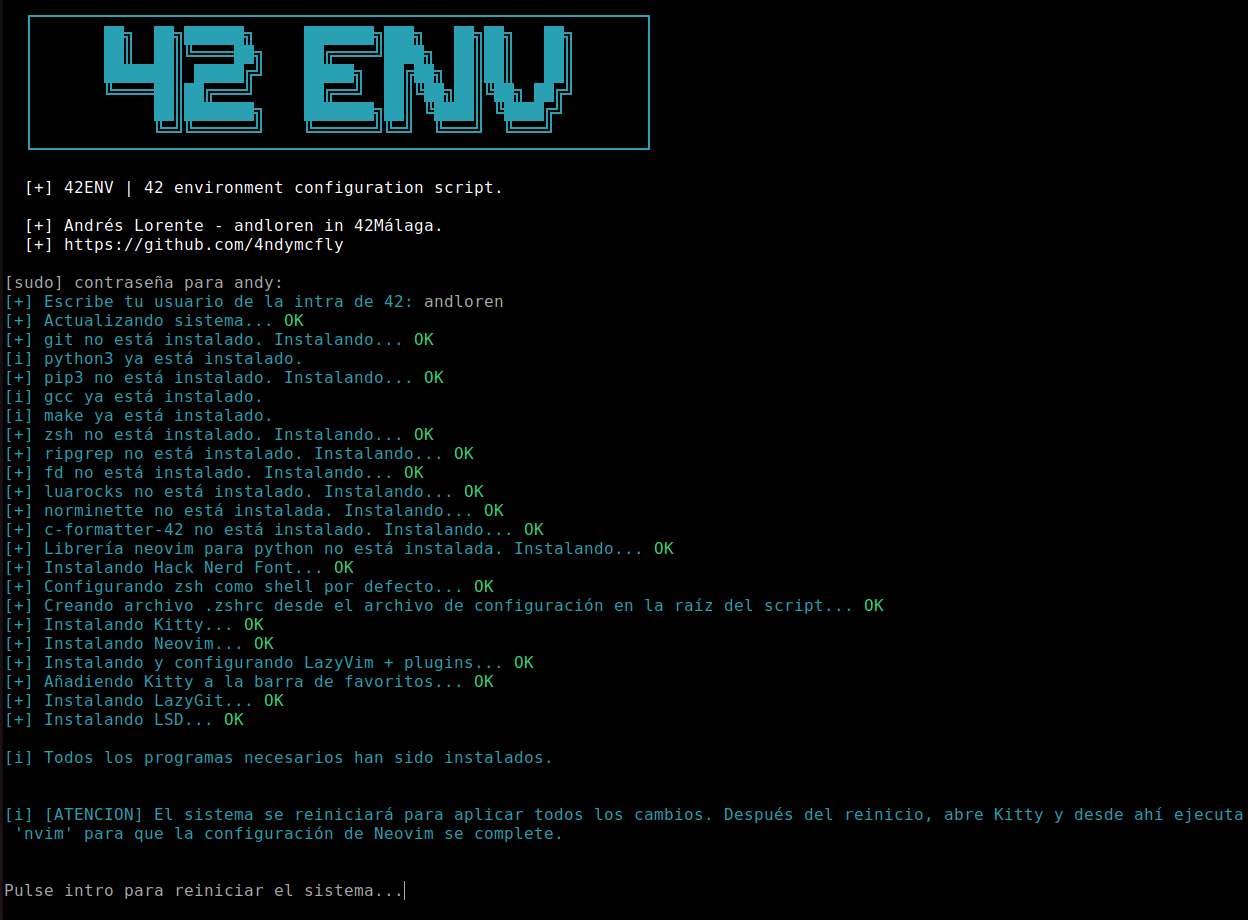 42 ENV
[+] 42ENV | 42 environment configuration script.
[+] Andrés Lorente - andloren in 42Málaga.
[+] https://github.com/4ndymcfly
[sudo] contraseña para andy:
[+] Escribe tu usuario de la intra de 42: andloren
[+] Actualizando sistema... OK
[+] git no está instalado. Instalando... OK
[i] python3 ya está instalado.
[+] pip3 no está instalado. Instalando... OK
[i] gcc ya está instalado.
[i] make ya está instalado.
[+] zsh no está instalado. Instalando... OK
[+] ripgrep no está instalado. Instalando... OK
[+] fd no está instalado. Instalando... OK
[+] luarocks no está instalado. Instalando... OK
[+] norminette no está instalada. Instalando... OK
[+] c-formatter-42 no está instalado. Instalando... OK
[+] Librería neovim para python no está instalada. Instalando... OK
[+] Instalando Hack Nerd Font... OK
[+] Configurando zsh como shell por defecto... OK
[+] Creando archivo .zshrc desde el archivo de configuración en la raíz del script... OK
[+] Instalando Kitty... OK
[+] Instalando Neovim... OK
[+] Instalando y configurando LazyVim + plugins... OK
[+] Añadiendo Kitty a la barra de favoritos... OK
[+] Instalando LazyGit... OK
[+] Instalando LSD... OK
[i] Todos los programas necesarios han sido instalados.
[i] [ATENCION] El sistema se reiniciará para aplicar todos los cambios. Después del reinicio, abre Kitty y desde ahí ejecuta
'nvim' para que la configuración de Neovim se complete.
Pulse intro para reiniciar el sistema...